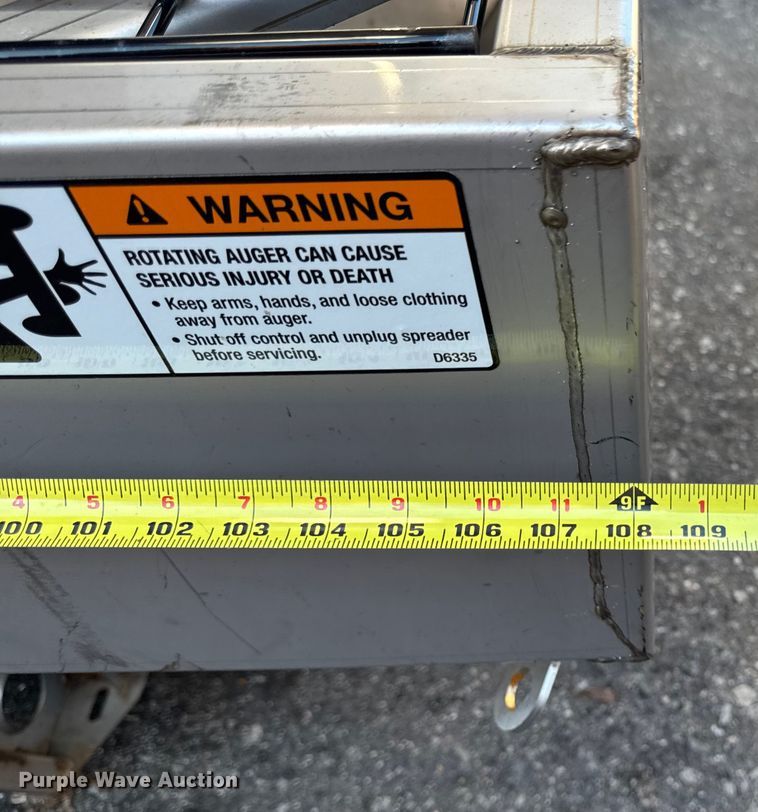 WARNING
ROTATING AUGER CAN CAUSE
SERIOUS INJURY OR DEATH
• Keep arms, hands, and loose clothing
away from auger.
• Shut off control and unplug spreader
before servicing.
D6335
4 5 6 7 8 9 10 11 9F 1
100 101 102 103 104 105 106 107 108 109
Purple Wave Auction